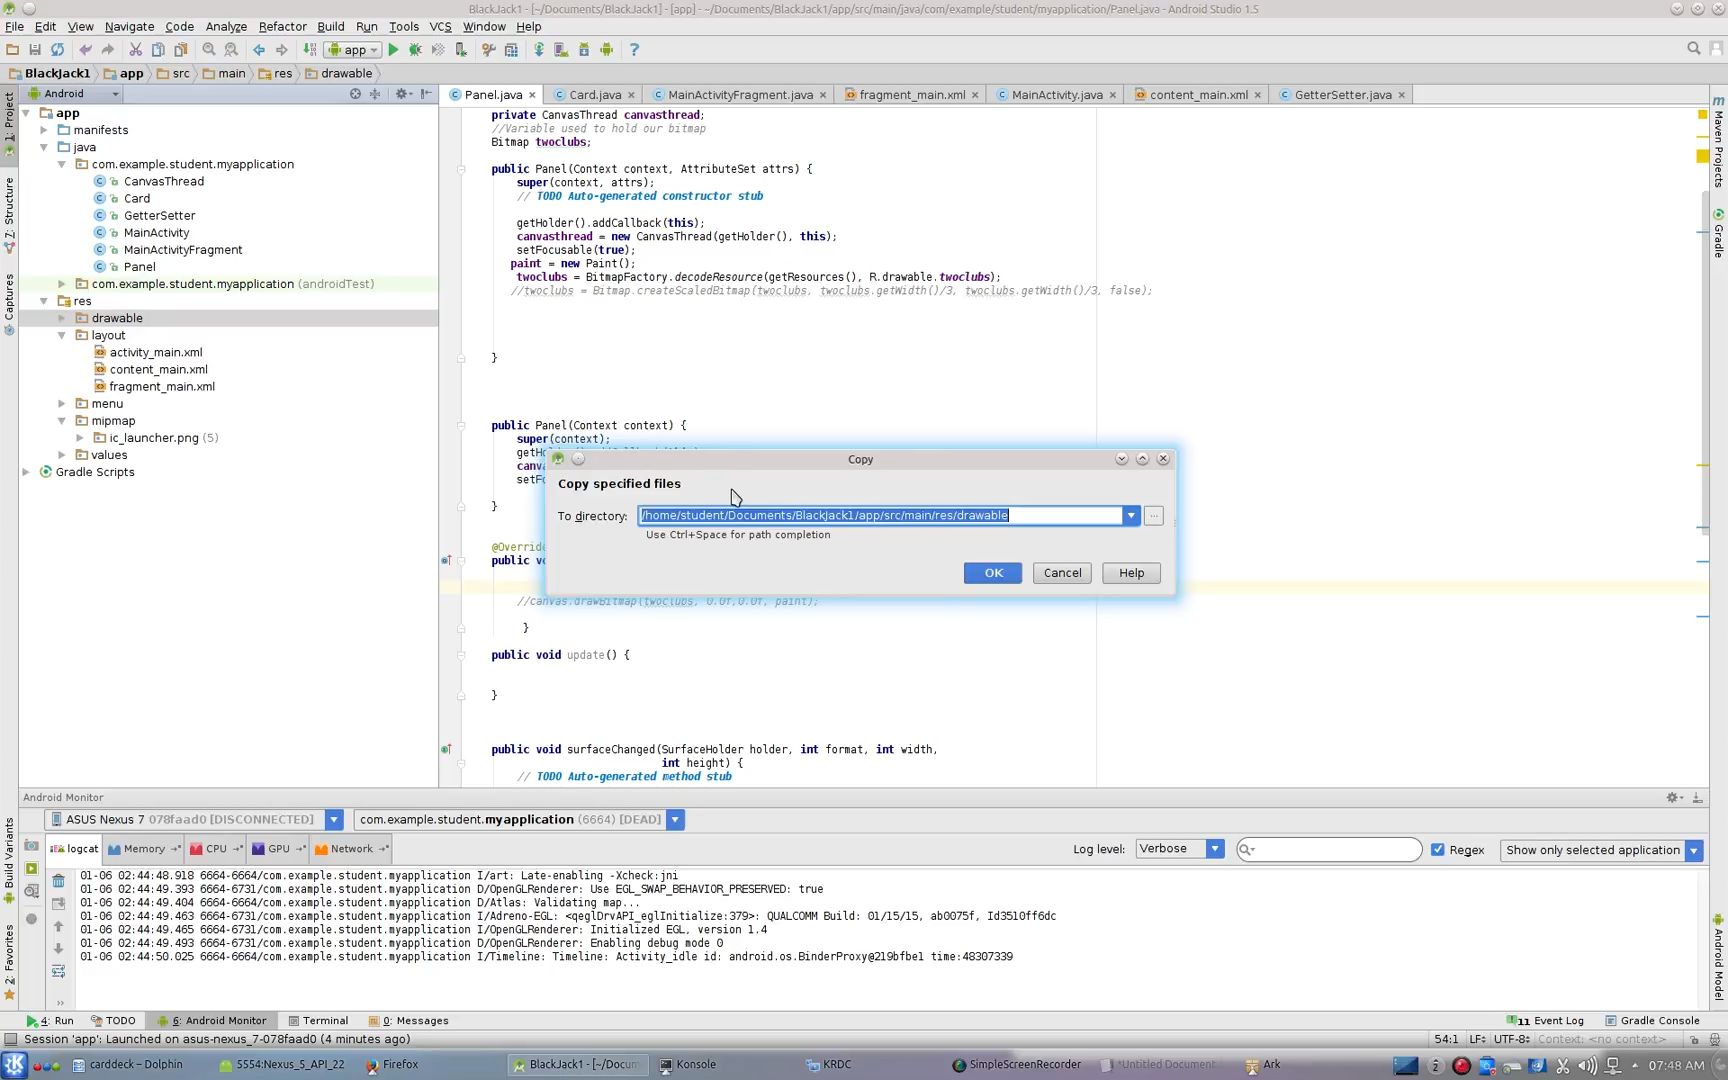 BlackJack1 - [~/Documents/BlackJack1] - [app] - ~/Documents/BlackJack1/app/src/main/java/com/example/student/myapplication/Panel.java - Android Studio 1.5
File Edit View Navigate Code Analyze Refactor Build Run Tools VCS Window Help
app
BlackJack1 app src main res drawable
Android
Panel.java Card.java MainActivityFragment.java fragment_main.xml MainActivity.java content_main.xml GetterSetter.java
1: Project
7: Structure
Captures
Build Variants
2: Favorites
app
manifests
java
com.example.student.myapplication
CanvasThread
Card
GetterSetter
MainActivity
MainActivityFragment
Panel
com.example.student.myapplication (androidTest)
res
drawable
layout
activity_main.xml
content_main.xml
fragment_main.xml
menu
mipmap
ic_launcher.png (5)
values
Gradle Scripts
private CanvasThread canvasthread;
//Variable used to hold our bitmap
Bitmap twoclubs;
public Panel(Context context, AttributeSet attrs) {
super(context, attrs);
// TODO Auto-generated constructor stub
getHolder().addCallback(this);
canvasthread = new CanvasThread(getHolder(), this);
setFocusable(true);
paint = new Paint();
twoclubs = BitmapFactory.decodeResource(getResources(), R.drawable.twoclubs);
//twoclubs = Bitmap.createScaledBitmap(twoclubs, twoclubs.getWidth()/3, twoclubs.getWidth()/3, false);
}
public Panel(Context context) {
super(context);
getH
canv
setF
}
@Overrid
public v
//canvas.drawBitmap(twoclubs, 0.0f,0.0f, paint);
}
public void update() {
}
public void surfaceChanged(SurfaceHolder holder, int format, int width,
int height) {
// TODO Auto-generated method stub
Copy
Copy specified files
To directory: /home/student/Documents/BlackJack1/app/src/main/res/drawable
Use Ctrl+Space for path completion
OK Cancel Help
Maven Projects
Gradle
Android Model
Android Monitor
ASUS Nexus 7 078faad0 [DISCONNECTED] com.example.student.myapplication (6664) [DEAD]
logcat Memory CPU GPU Network Log level: Verbose Regex Show only selected application
01-06 02:44:48.918 6664-6664/com.example.student.myapplication I/art: Late-enabling -Xcheck:jni
01-06 02:44:49.393 6664-6731/com.example.student.myapplication D/OpenGLRenderer: Use EGL_SWAP_BEHAVIOR_PRESERVED: true
01-06 02:44:49.404 6664-6664/com.example.student.myapplication D/Atlas: Validating map...
01-06 02:44:49.463 6664-6731/com.example.student.myapplication I/Adreno-EGL: <qeglDrvAPI_eglInitialize:379>: QUALCOMM Build: 01/15/15, ab0075f, Id3510ff6dc
01-06 02:44:49.465 6664-6731/com.example.student.myapplication I/OpenGLRenderer: Initialized EGL, version 1.4
01-06 02:44:49.493 6664-6731/com.example.student.myapplication D/OpenGLRenderer: Enabling debug mode 0
01-06 02:44:50.025 6664-6664/com.example.student.myapplication I/Timeline: Timeline: Activity_idle id: android.os.BinderProxy@219bfbe1 time:48307339
4: Run TODO 6: Android Monitor Terminal 0: Messages 11 Event Log Gradle Console
Session 'app': Launched on asus-nexus_7-078faad0 (4 minutes ago) 54:1 LF UTF-8 Context: <no context>
carddeck – Dolphin 5554:Nexus_5_API_22 Firefox BlackJack1 - [~/Docum Konsole KRDC SimpleScreenRecorder *Untitled Document Ark 2 07:48 AM